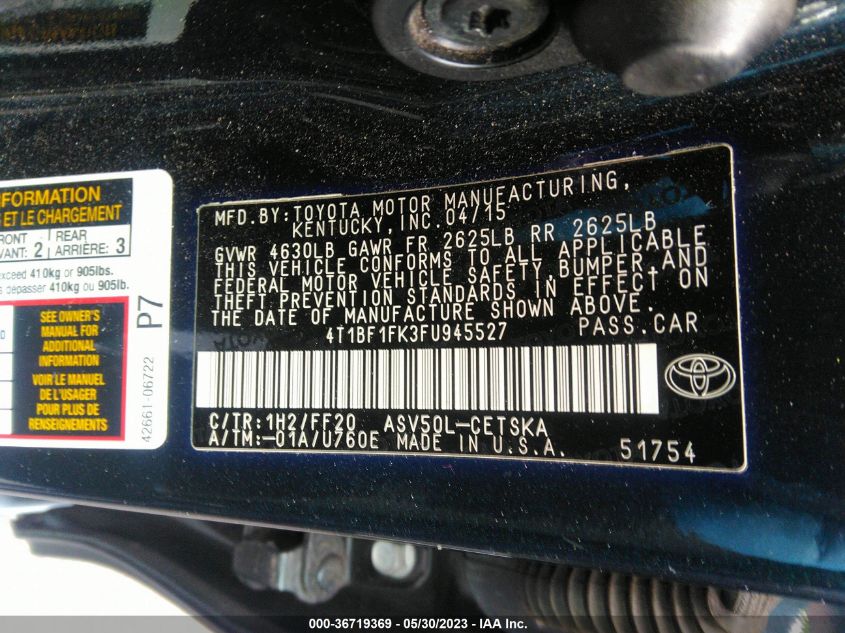 NFORMATION
S ET LE CHARGEMENT
FRONT
VANT: 2
REAR
ARRIÈRE: 3
exceed 410kg or 905lbs.
s dépasser 410kg ou 905lb.
SEE OWNER'S
MANUAL FOR
ADDITIONAL
INFORMATION
VOIR LE MANUEL
DE L'USAGER
POUR PLUS DE
RENSEIGNEMENTS
P7
42661-06722
MFD.BY:TOYOTA MOTOR MANUFACTURING,
KENTUCKY,INC.04/15
GVWR 4630LB GAWR FR 2625LB RR 2625LB
THIS VEHICLE CONFORMS TO ALL APPLICABLE
FEDERAL MOTOR VEHICLE SAFETY,BUMPER,AND
THEFT PREVENTION STANDARDS IN EFFECT ON
THE DATE OF MANUFACTURE SHOWN ABOVE.
4T1BF1FK3FU945527 PASS.CAR
C/TR:1H2/FF20 ASV50L-CETSKA
A/TM:-01A/U760E MADE IN U.S.A. 51754
000-36719369 / 05/30/2023 - IAA Inc.